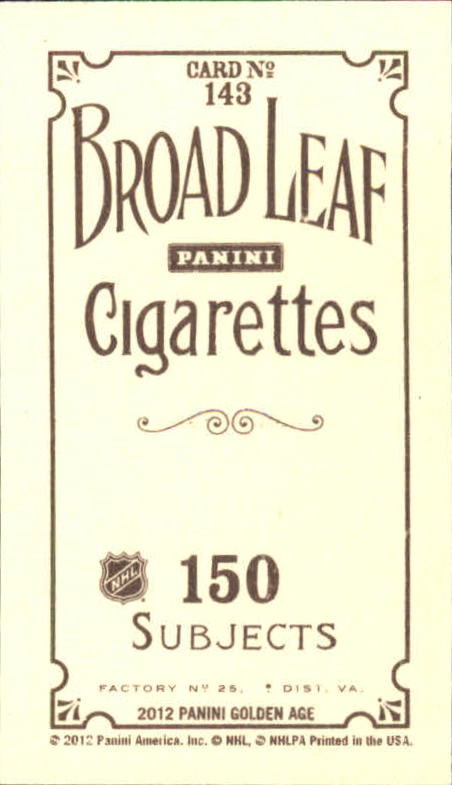 CARD Nº
143
BROAD LEAF
PANINI
Cigarettes
NHL
150
SUBJECTS
FACTORY Nº 25. DIST. VA.
2012 PANINI GOLDEN AGE
© 2012 Panini America, Inc. © NHL, © NHLPA Printed in the USA.